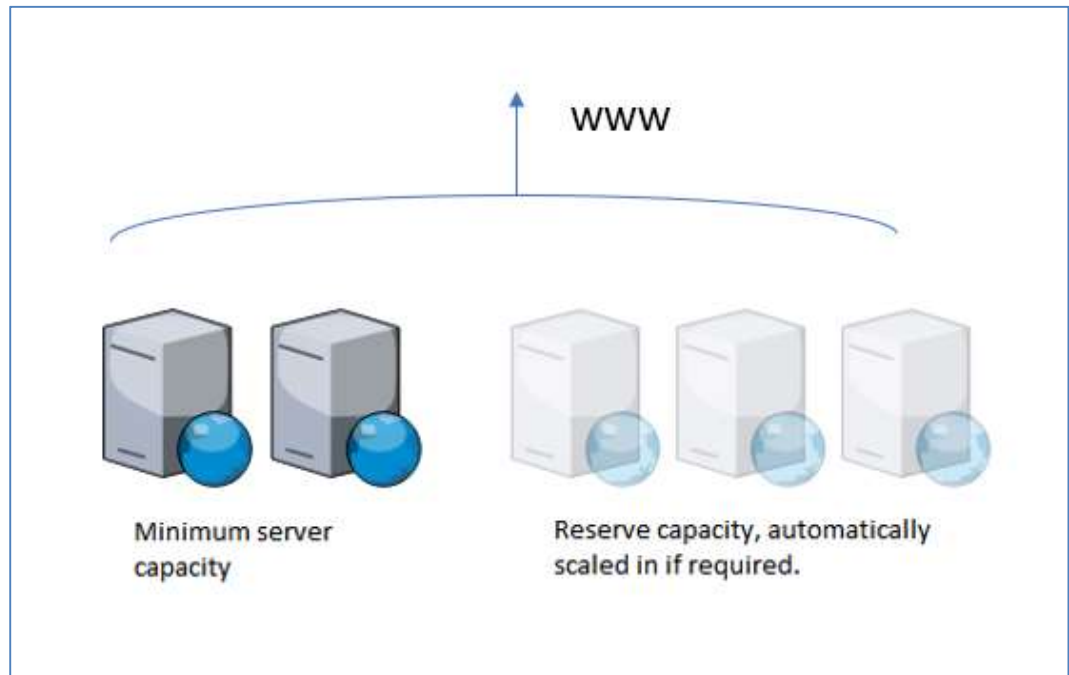 WWW
Minimum server
capacity
Reserve capacity, automatically
scaled in if required.